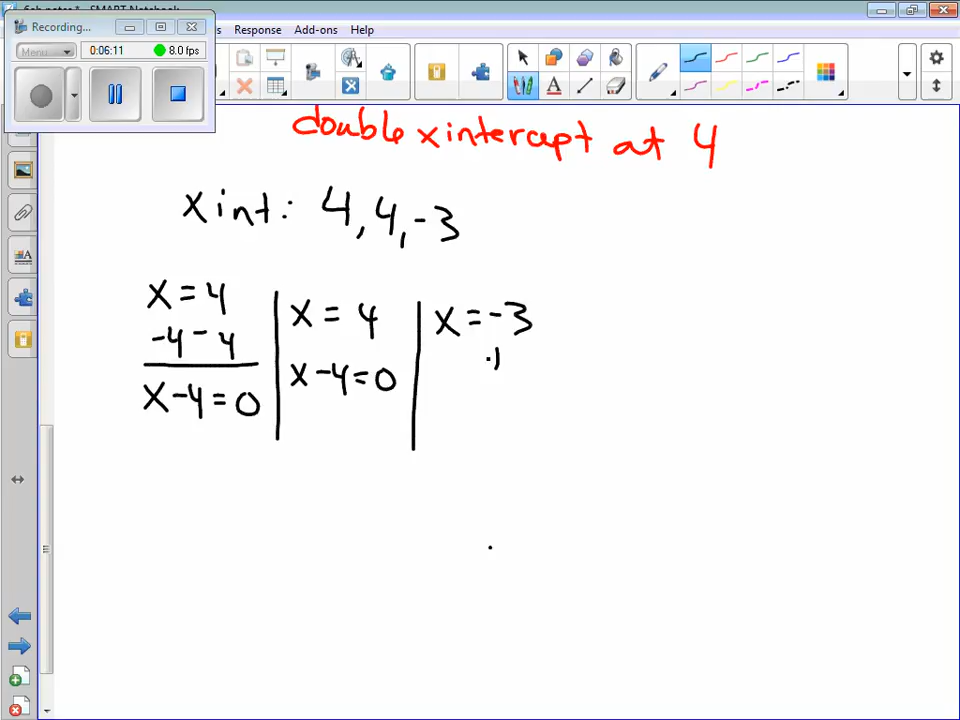 Recording...
Menu
0:06:11
8.0 fps
Response Add-ons Help
double x intercept at 4
x int: 4, 4, -3
x = 4
-4 - 4
x - 4 = 0
x = 4
x - 4 = 0
x = -3